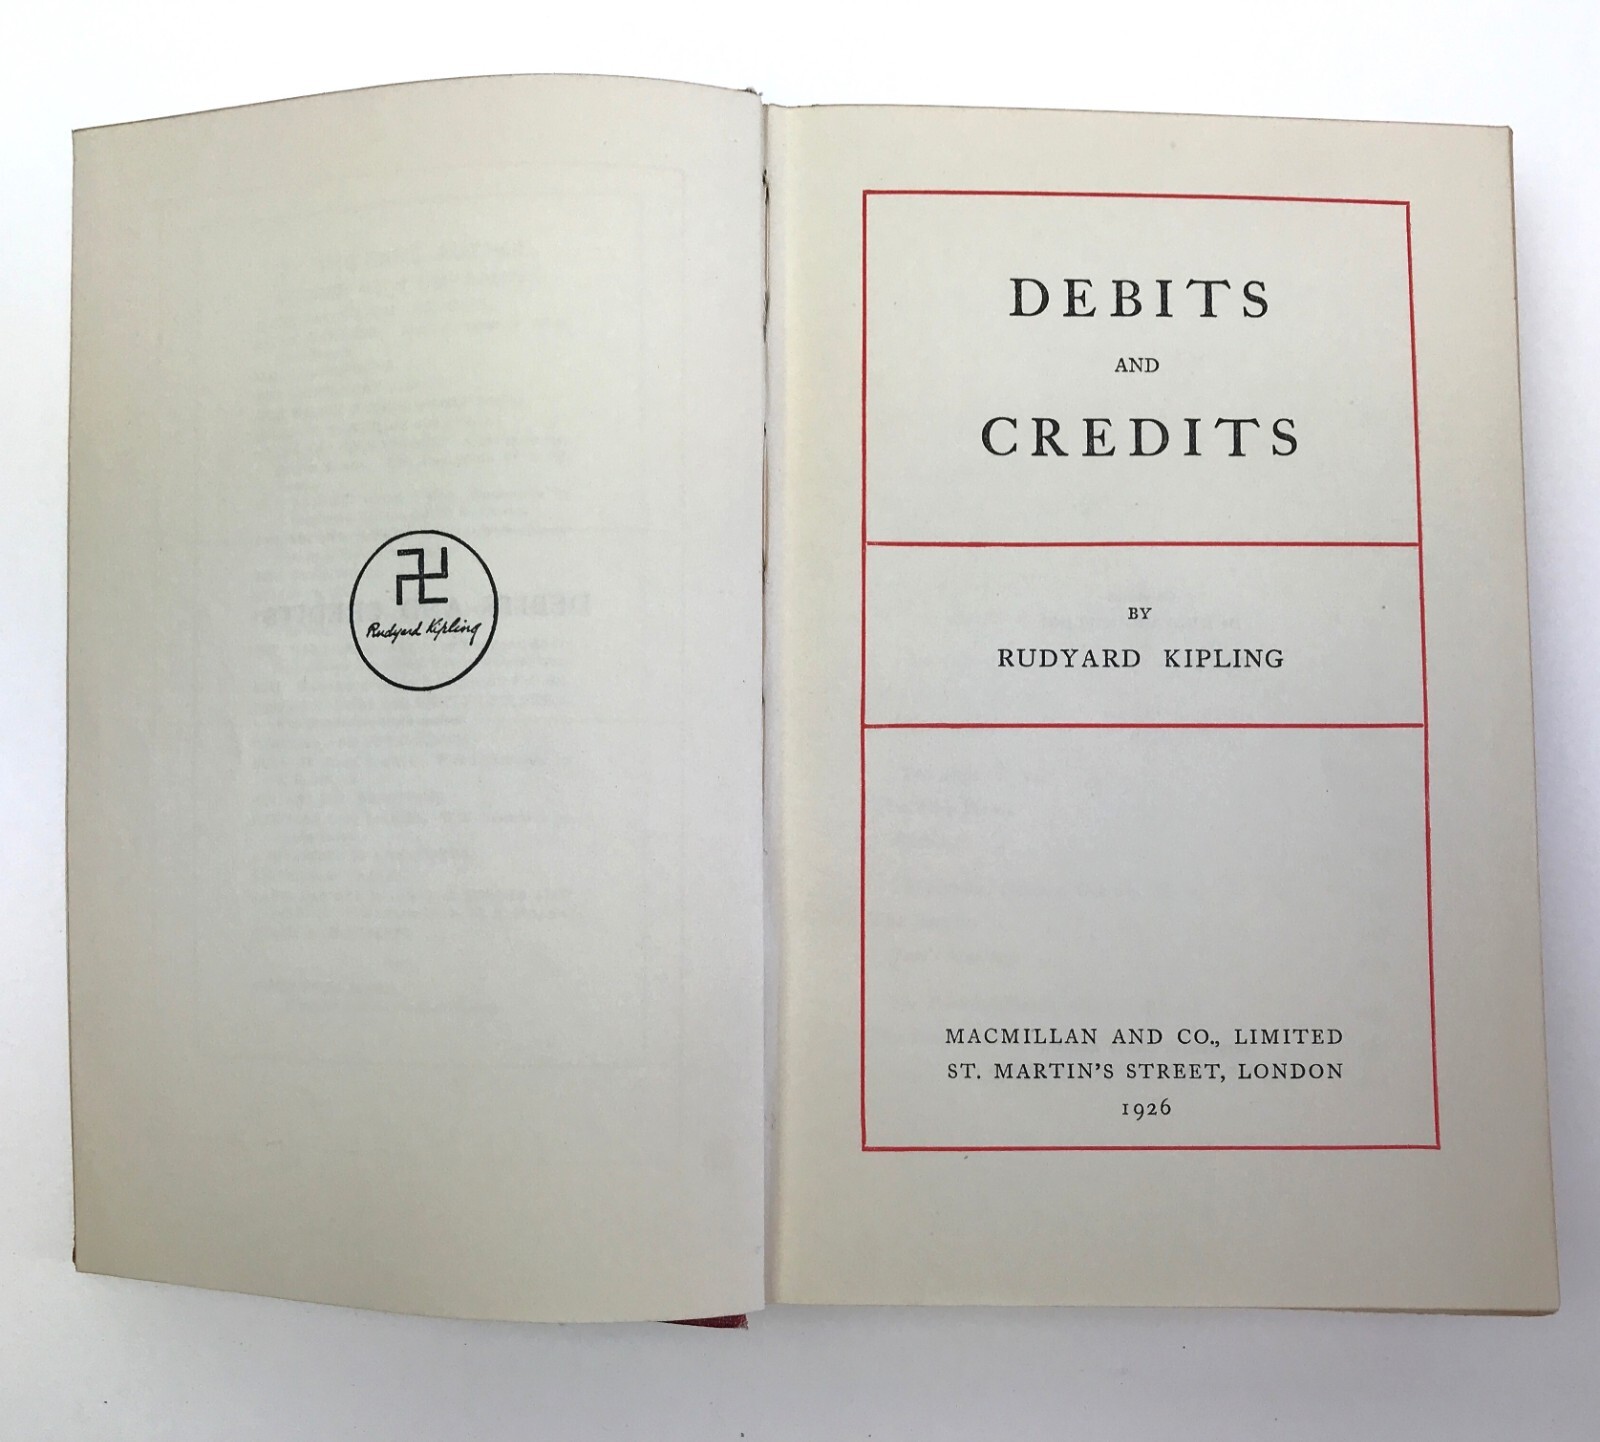 Rudyard Kipling
DEBITS
AND
CREDITS
BY
RUDYARD KIPLING
MACMILLAN AND CO., LIMITED
ST. MARTIN'S STREET, LONDON
1926